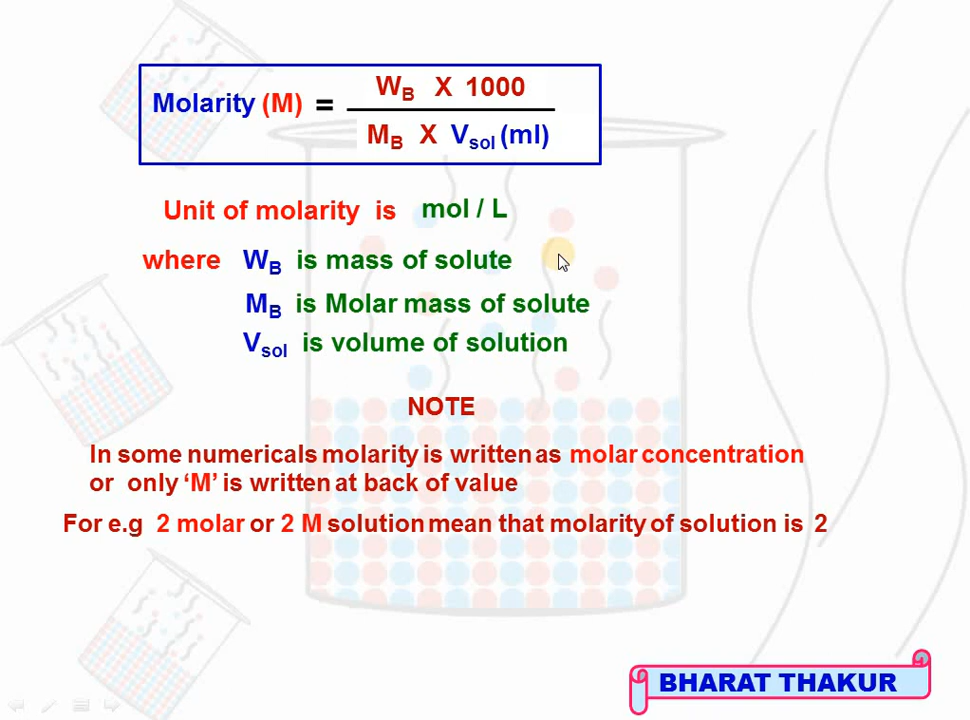 Molarity (M) = W_B X 1000
M_B X V_sol (ml)
Unit of molarity is mol / L
where W_B is mass of solute
M_B is Molar mass of solute
V_sol is volume of solution
NOTE
In some numericals molarity is written as molar concentration
or only ‘M’ is written at back of value
For e.g 2 molar or 2 M solution mean that molarity of solution is 2
BHARAT THAKUR